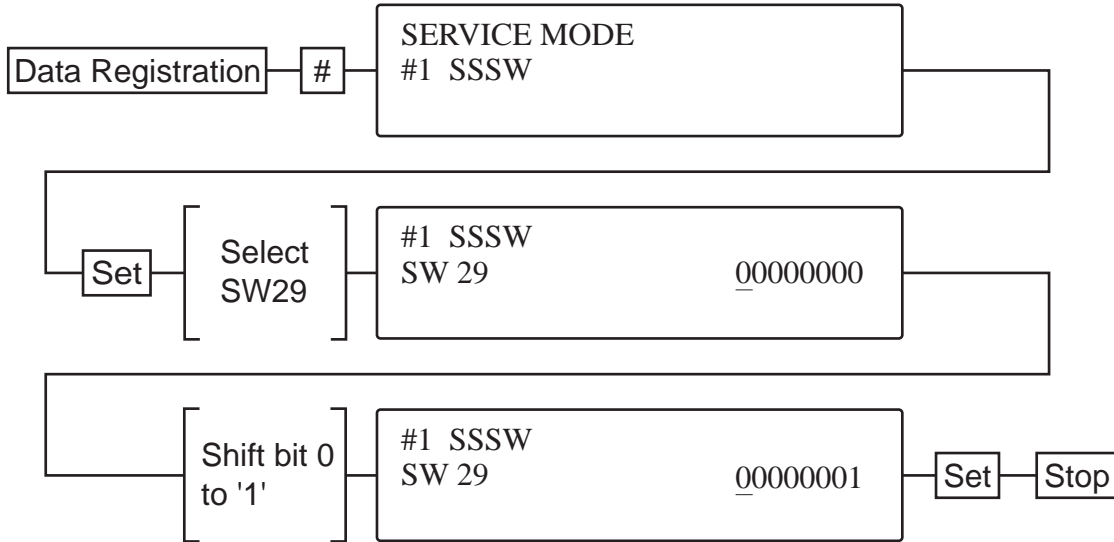 Data Registration
#
SERVICE MODE
#1 SSSW
Set
Select
SW29
#1 SSSW
SW 29 00000000
Shift bit 0
to '1'
#1 SSSW
SW 29 00000001
Set
Stop